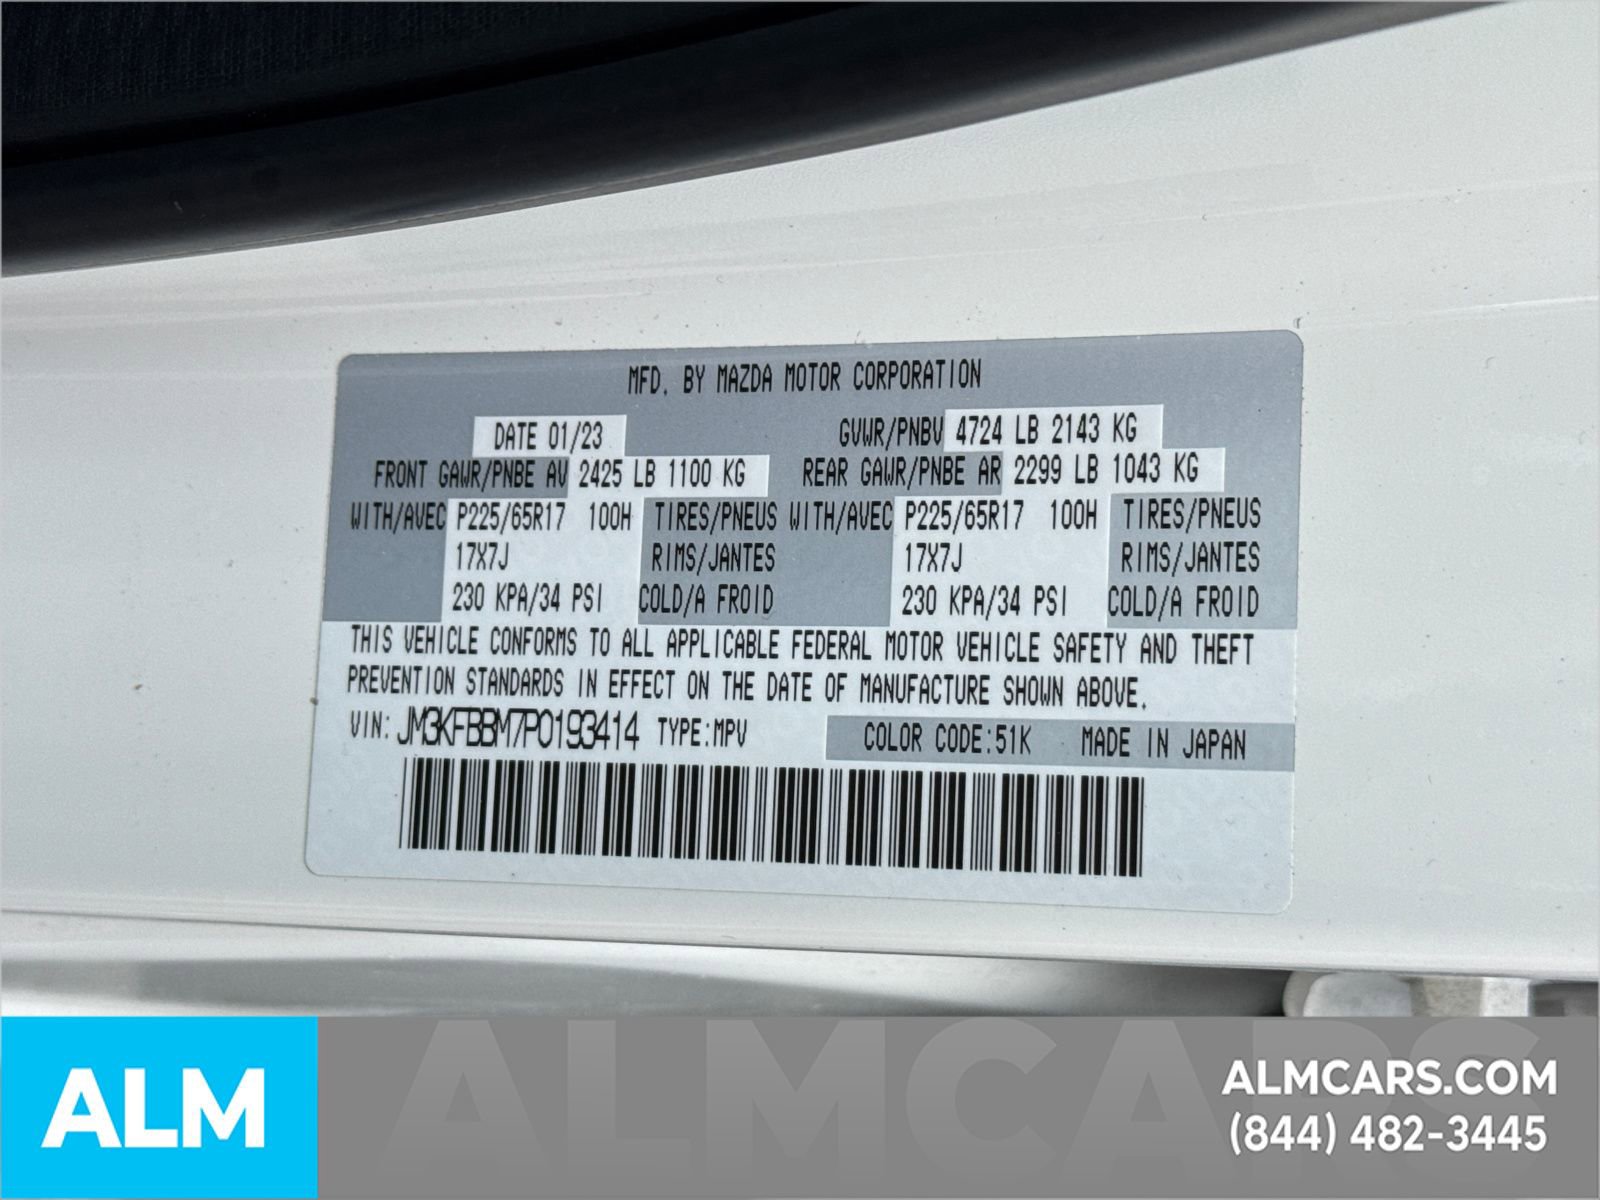 MFD. BY MAZDA MOTOR CORPORATION
DATE 01/23 GVWR/PNBV 4724 LB 2143 KG
FRONT GAWR/PNBE AV 2425 LB 1100 KG REAR GAWR/PNBE AR 2299 LB 1043 KG
WITH/AVEC P225/65R17 100H TIRES/PNEUS WITH/AVEC P225/65R17 100H TIRES/PNEUS
17X7J RIMS/JANTES 17X7J RIMS/JANTES
230 KPA/34 PSI COLD/A FROID 230 KPA/34 PSI COLD/A FROID
THIS VEHICLE CONFORMS TO ALL APPLICABLE FEDERAL MOTOR VEHICLE SAFETY AND THEFT
PREVENTION STANDARDS IN EFFECT ON THE DATE OF MANUFACTURE SHOWN ABOVE.
VIN: JM3KFBBM7P0193414 TYPE:MPV COLOR CODE:51K MADE IN JAPAN
ALM
ALMCARS
ALMCARS.COM
(844) 482-3445